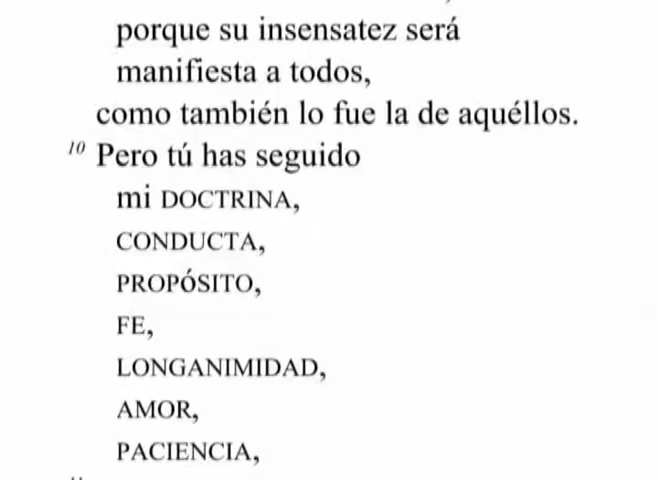 porque su insensatez será
manifiesta a todos,
como también lo fue la de aquéllos.
10 Pero tú has seguido
mi DOCTRINA,
CONDUCTA,
PROPÓSITO,
FE,
LONGANIMIDAD,
AMOR,
PACIENCIA,